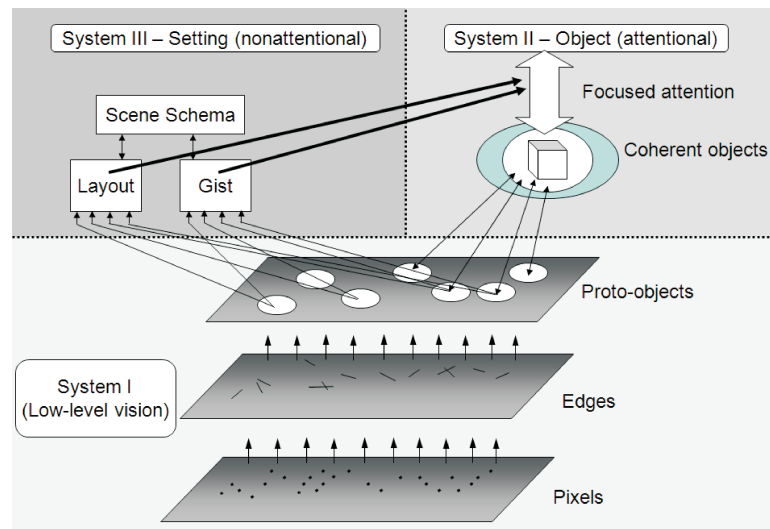 System III – Setting (nonattentional)
System II – Object (attentional)
Focused attention
Scene Schema
Coherent objects
Layout
Gist
Proto-objects
System I
(Low-level vision)
Edges
Pixels